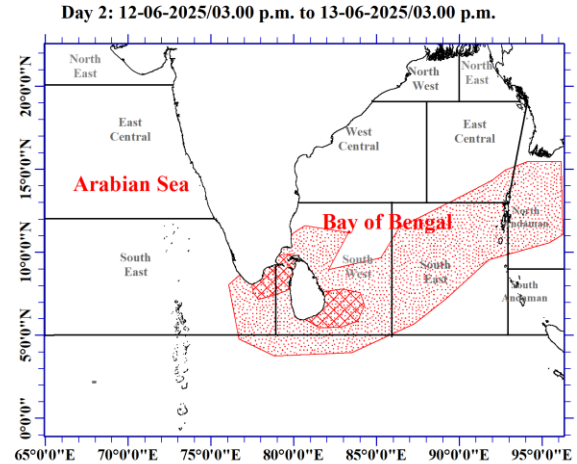 Day 2: 12-06-2025/03.00 p.m. to 13-06-2025/03.00 p.m.
North
East
North
West
North
East
East
Central
West
Central
East
Central
Arabian Sea
Bay of Bengal
North
Andaman
South
East
South
West
South
East
South
Andaman
20°0'0"N
15°0'0"N
10°0'0"N
5°0'0"N
0°0'0"
65°0'0"E
70°0'0"E
75°0'0"E
80°0'0"E
85°0'0"E
90°0'0"E
95°0'0"E